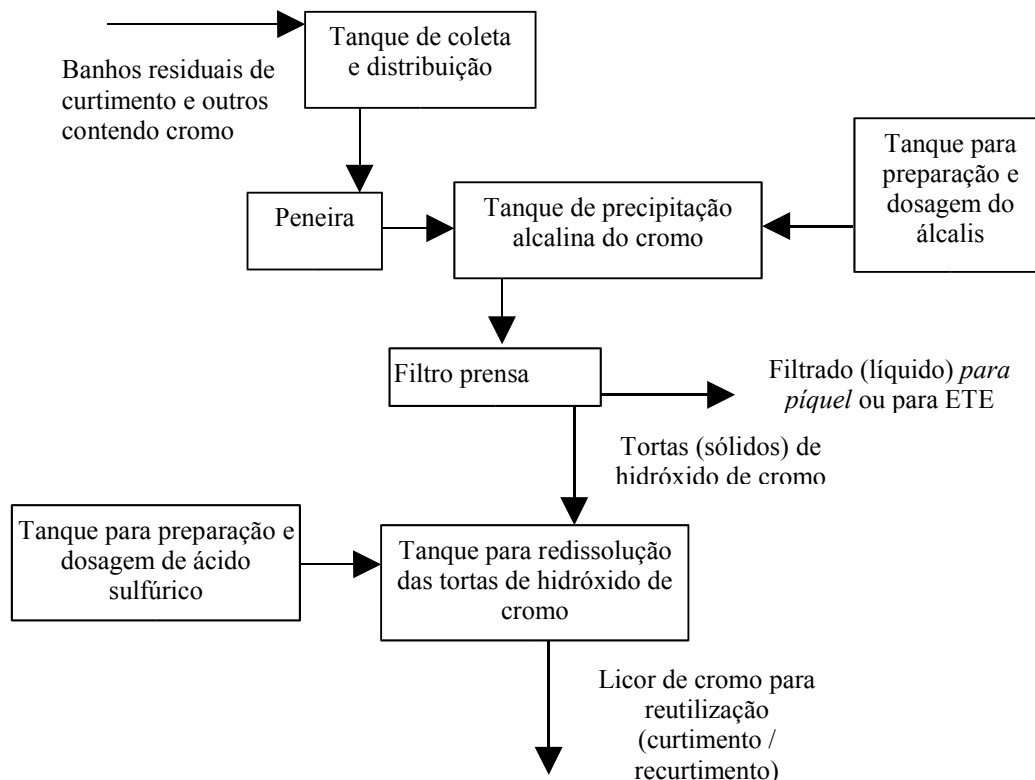 Tanque de coleta
e distribuição
Banhos residuais de
curtimento e outros
contendo cromo
Tanque para
preparação e
dosagem do
álcalis
Peneira
Tanque de precipitação
alcalina do cromo
Filtro prensa
Filtrado (líquido) para
píquel ou para ETE
Tortas (sólidos) de
hidróxido de cromo
Tanque para preparação e
dosagem de ácido
sulfúrico
Tanque para redissolução
das tortas de hidróxido de
cromo
Licor de cromo para
reutilização
(curtimento /
recurtimento)